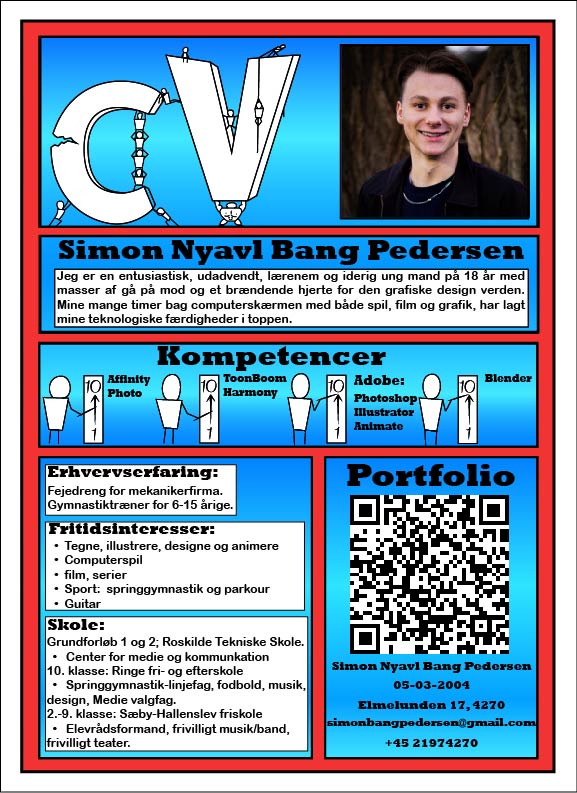 CV
Simon Nyavl Bang Pedersen
Jeg er en entusiastisk, udadvendt, lærenem og iderig ung mand på 18 år med
masser af gå på mod og et brændende hjerte for den grafiske design verden.
Mine mange timer bag computerskærmen med både spil, film og grafik, har lagt
mine teknologiske færdigheder i toppen.
Kompetencer
10
1
Affinity
Photo
10
1
ToonBoom
Harmony
10
1
Adobe:
Photoshop
Illustrator
Animate
10
1
Blender
Erhvervserfaring:
Fejedreng for mekanikerfirma.
Gymnastiktræner for 6-15 årige.
Fritidsinteresser:
• Tegne, illustrere, designe og animere
• Computerspil
• film, serier
• Sport: springgymnastik og parkour
• Guitar
Skole:
Grundforløb 1 og 2; Roskilde Tekniske Skole.
• Center for medie og kommunkation
10. klasse: Ringe fri- og efterskole
• Springgymnastik-linjefag, fodbold, musik,
design, Medie valgfag.
2.-9. klasse: Sæby-Hallenslev friskole
• Elevrådsformand, frivilligt musik/band,
frivilligt teater.
Portfolio
Simon Nyavl Bang Pedersen
05-03-2004
Elmelunden 17, 4270
simonbangpedersen@gmail.com
+45 21974270